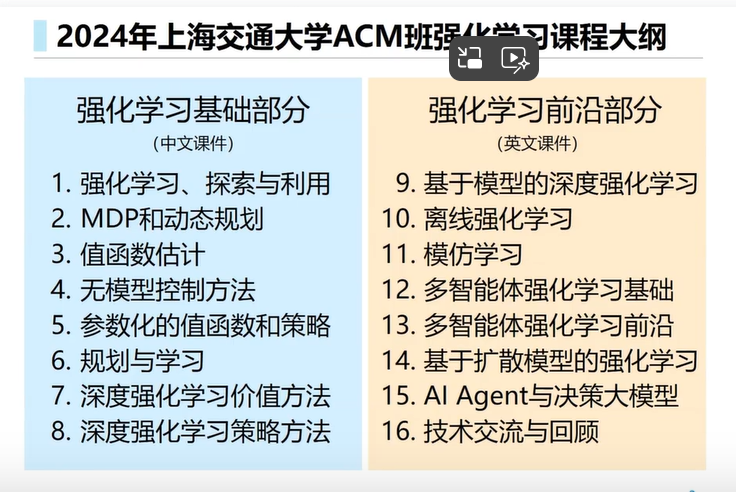 2024年上海交通大学ACM班强化学习课程大纲
强化学习基础部分
（中文课件）
1. 强化学习、探索与利用
2. MDP和动态规划
3. 值函数估计
4. 无模型控制方法
5. 参数化的值函数和策略
6. 规划与学习
7. 深度强化学习价值方法
8. 深度强化学习策略方法
强化学习前沿部分
（英文课件）
9. 基于模型的深度强化学习
10. 离线强化学习
11. 模仿学习
12. 多智能体强化学习基础
13. 多智能体强化学习前沿
14. 基于扩散模型的强化学习
15. AI Agent与决策大模型
16. 技术交流与回顾